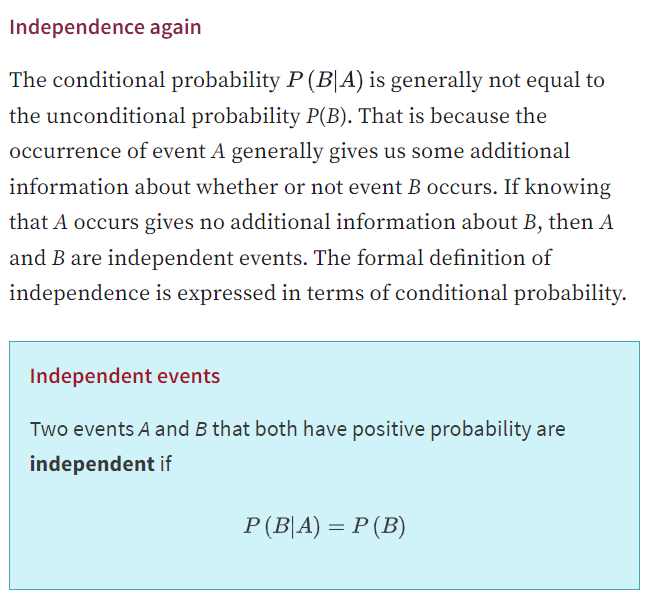 Independence again
The conditional probability P(B|A) is generally not equal to
the unconditional probability P(B). That is because the
occurrence of event A generally gives us some additional
information about whether or not event B occurs. If knowing
that A occurs gives no additional information about B, then A
and B are independent events. The formal definition of
independence is expressed in terms of conditional probability.
Independent events
Two events A and B that both have positive probability are
independent if
P(B|A) = P(B)